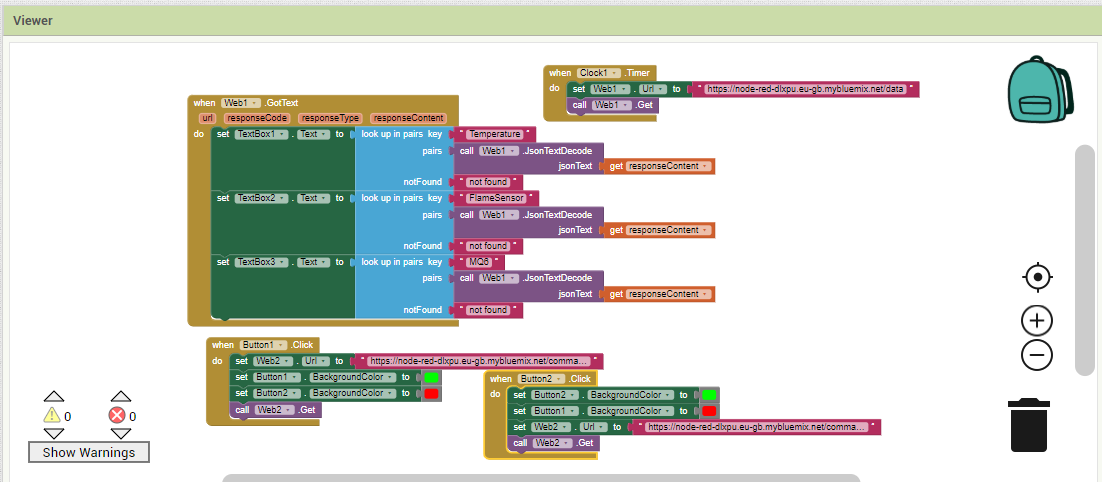 Viewer
when Clock1 .Timer
do set Web1 . Url to " https://node-red-dlxpu.eu-gb.mybluemix.net/data "
call Web1 .Get
when Web1 .GotText
url responseCode responseType responseContent
do set TextBox1 . Text to look up in pairs key " Temperature "
pairs call Web1 .JsonTextDecode
jsonText get responseContent
notFound " not found "
set TextBox2 . Text to look up in pairs key " FlameSensor "
pairs call Web1 .JsonTextDecode
jsonText get responseContent
notFound " not found "
set TextBox3 . Text to look up in pairs key " MQ6 "
pairs call Web1 .JsonTextDecode
jsonText get responseContent
notFound " not found "
when Button1 .Click
do set Web2 . Url to " https://node-red-dlxpu.eu-gb.mybluemix.net/comma... "
set Button1 . BackgroundColor to
set Button2 . BackgroundColor to
call Web2 .Get
when Button2 .Click
do set Button2 . BackgroundColor to
set Button1 . BackgroundColor to
set Web2 . Url to " https://node-red-dlxpu.eu-gb.mybluemix.net/comma... "
call Web2 .Get
0 0
Show Warnings